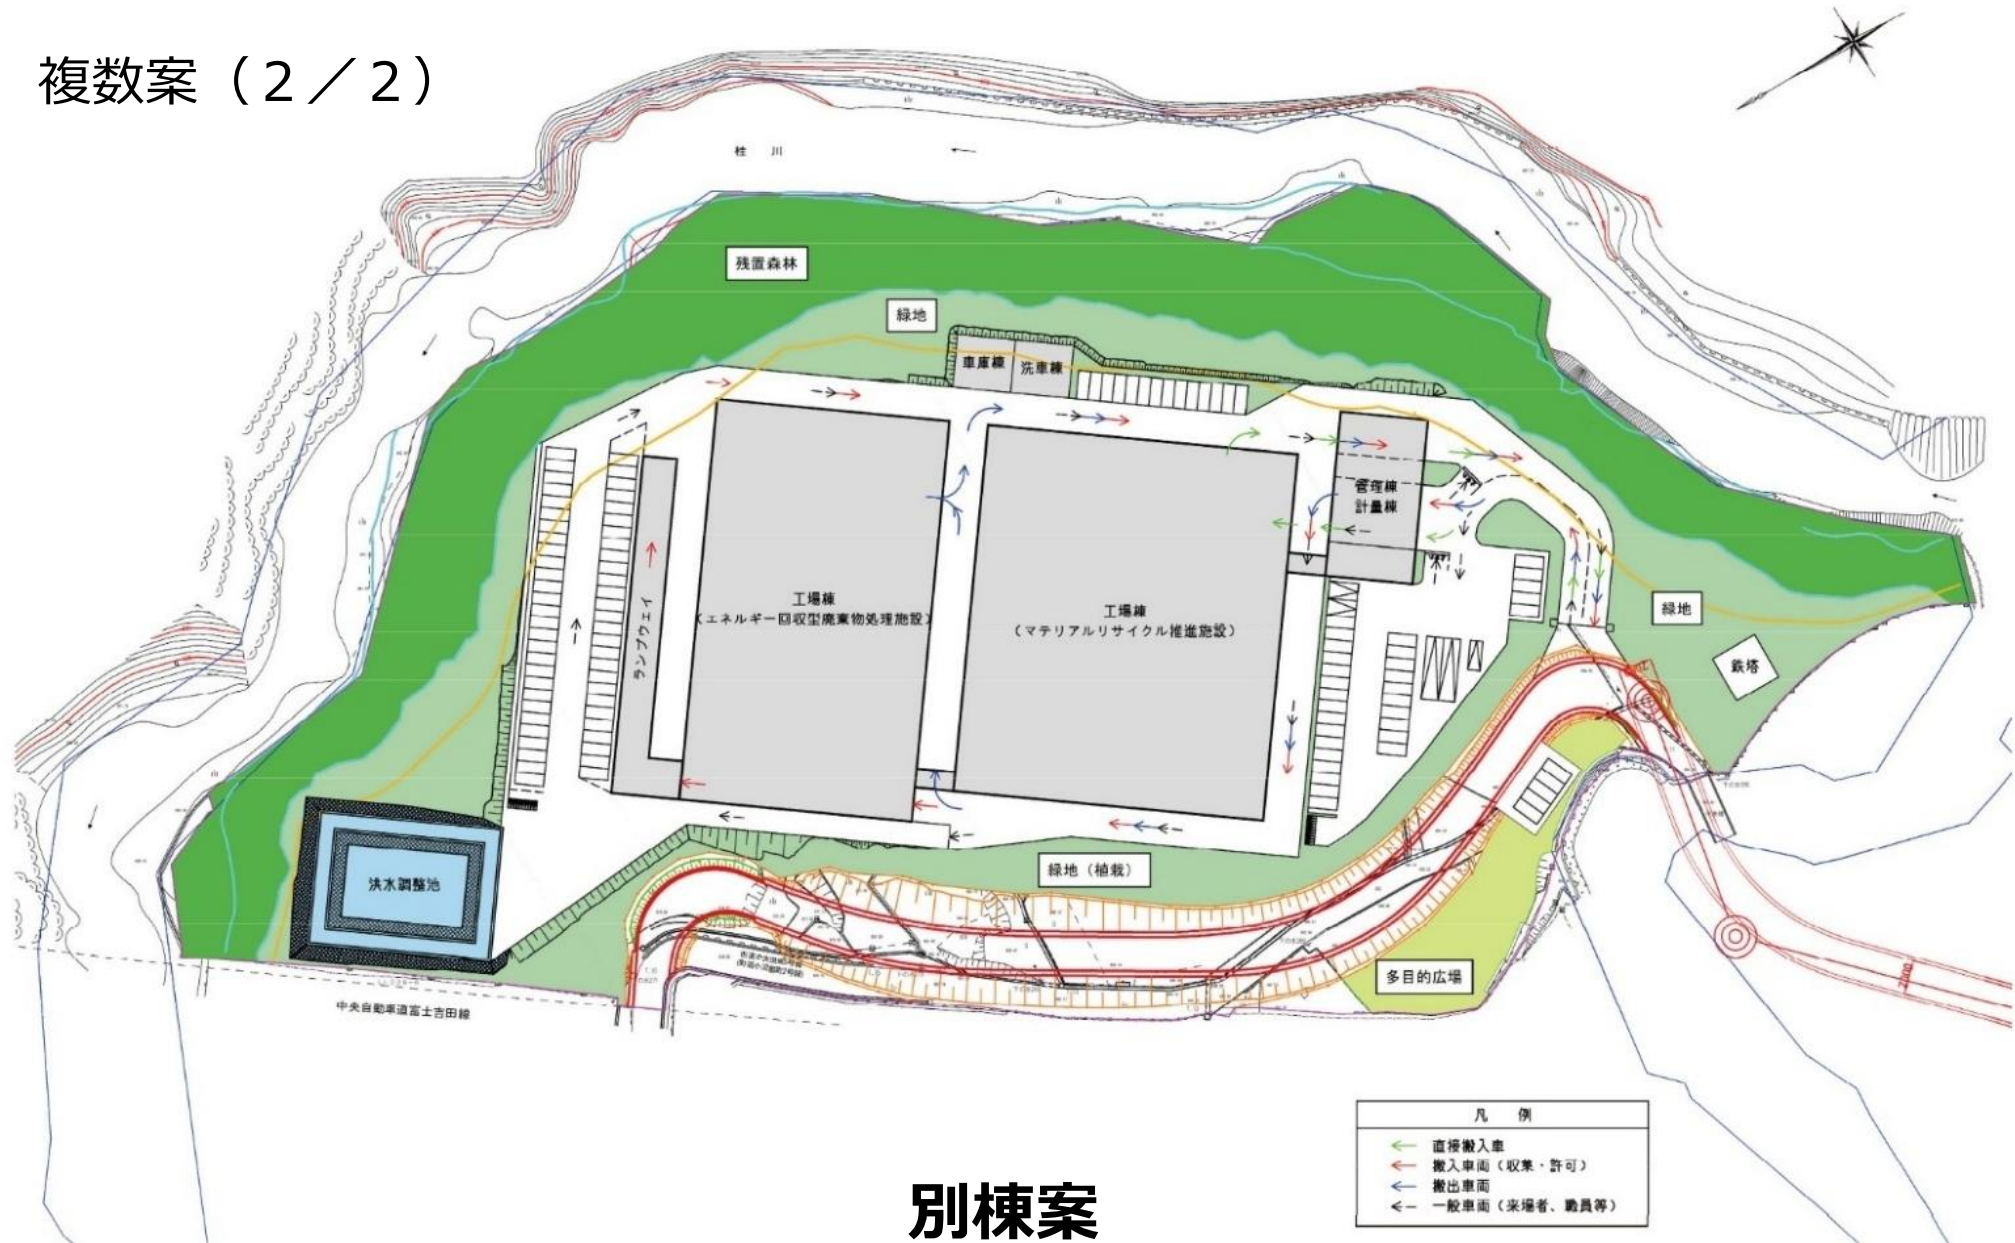 複数案（２／２）
桂 川
残置森林
緑地
車庫棟
洗車棟
管理棟
計量棟
工場棟
（エネルギー回収型廃棄物処理施設）
工場棟
（マテリアルリサイクル推進施設）
ランプウェイ
緑地
鉄塔
洪水調整池
緑地（植栽）
多目的広場
中央自動車道富士吉田線
凡 例
直接搬入車
搬入車両（収集・許可）
搬出車両
一般車両（来場者、職員等）
別棟案